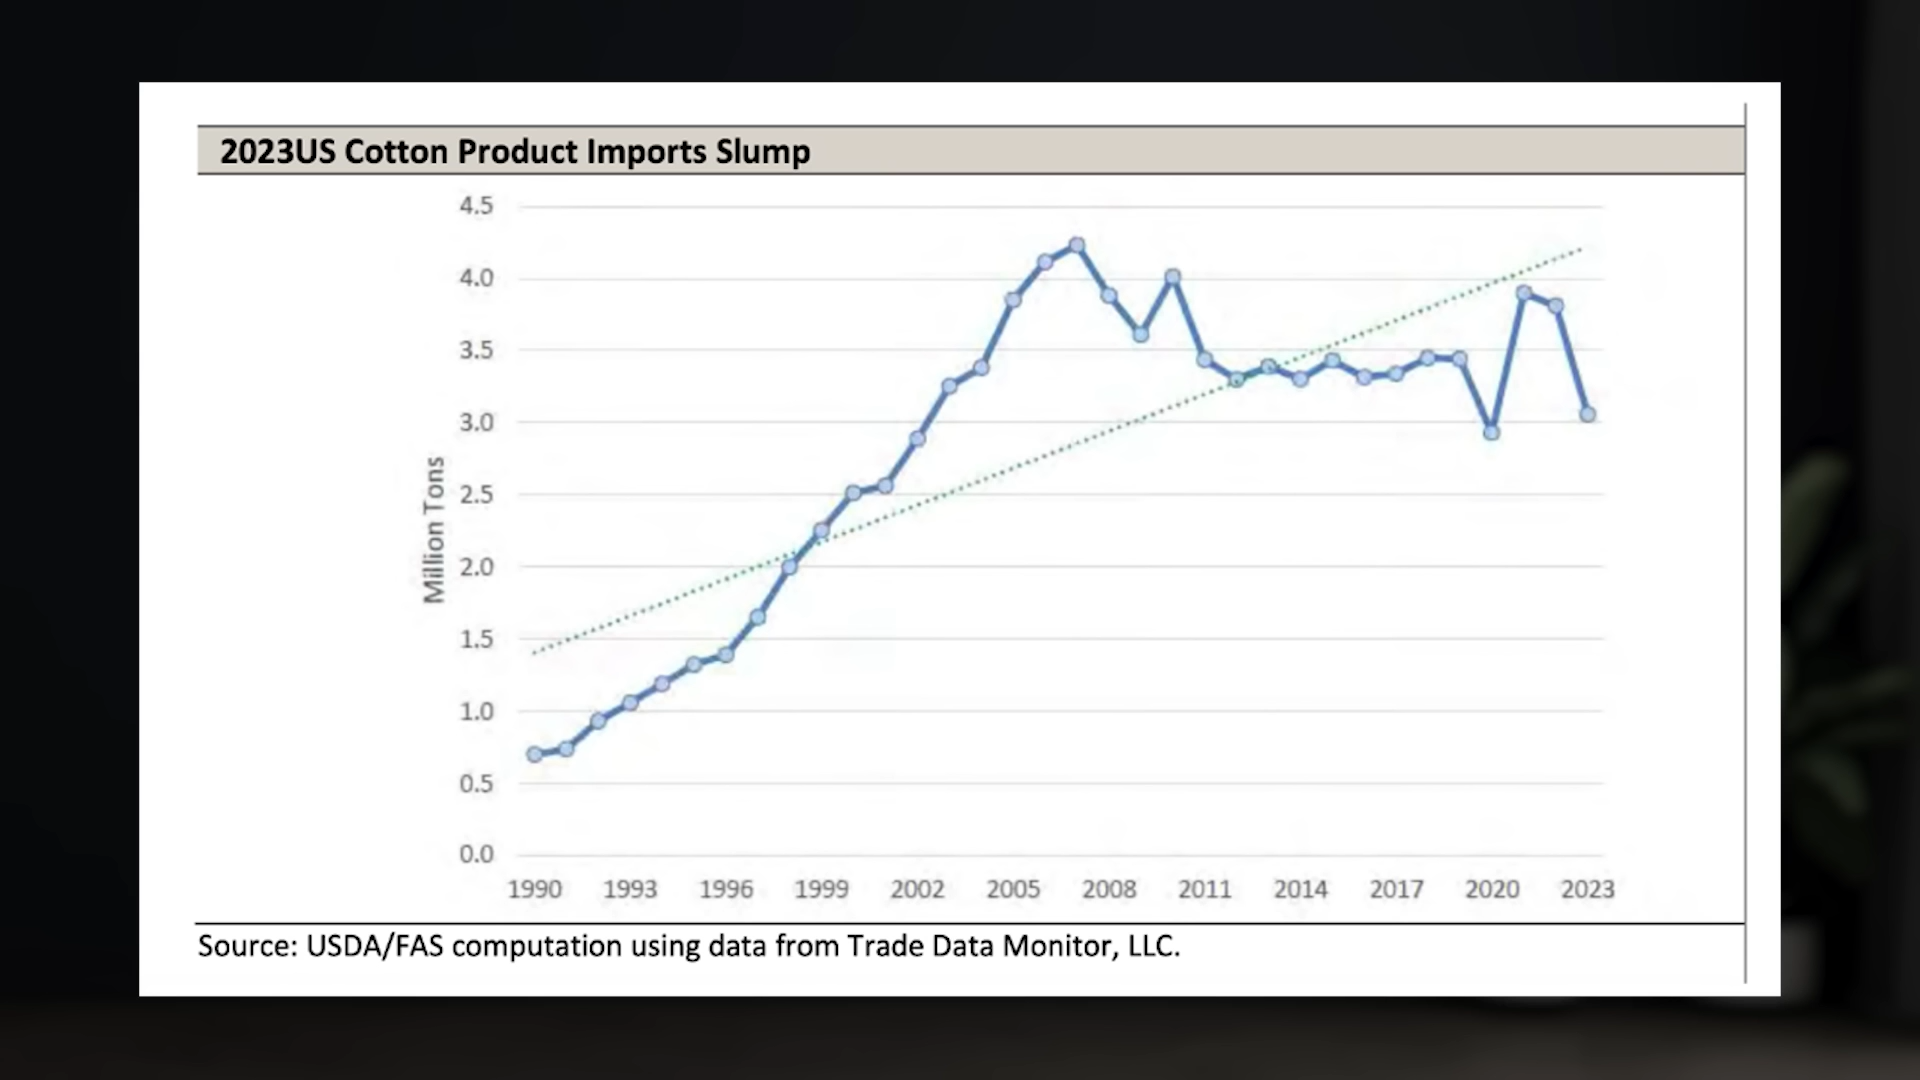 2023US Cotton Product Imports Slump
4.5
4.0
3.5
3.0
2.5
2.0
1.5
1.0
0.5
0.0
Million Tons
1990 1993 1996 1999 2002 2005 2008 2011 2014 2017 2020 2023
Source: USDA/FAS computation using data from Trade Data Monitor, LLC.